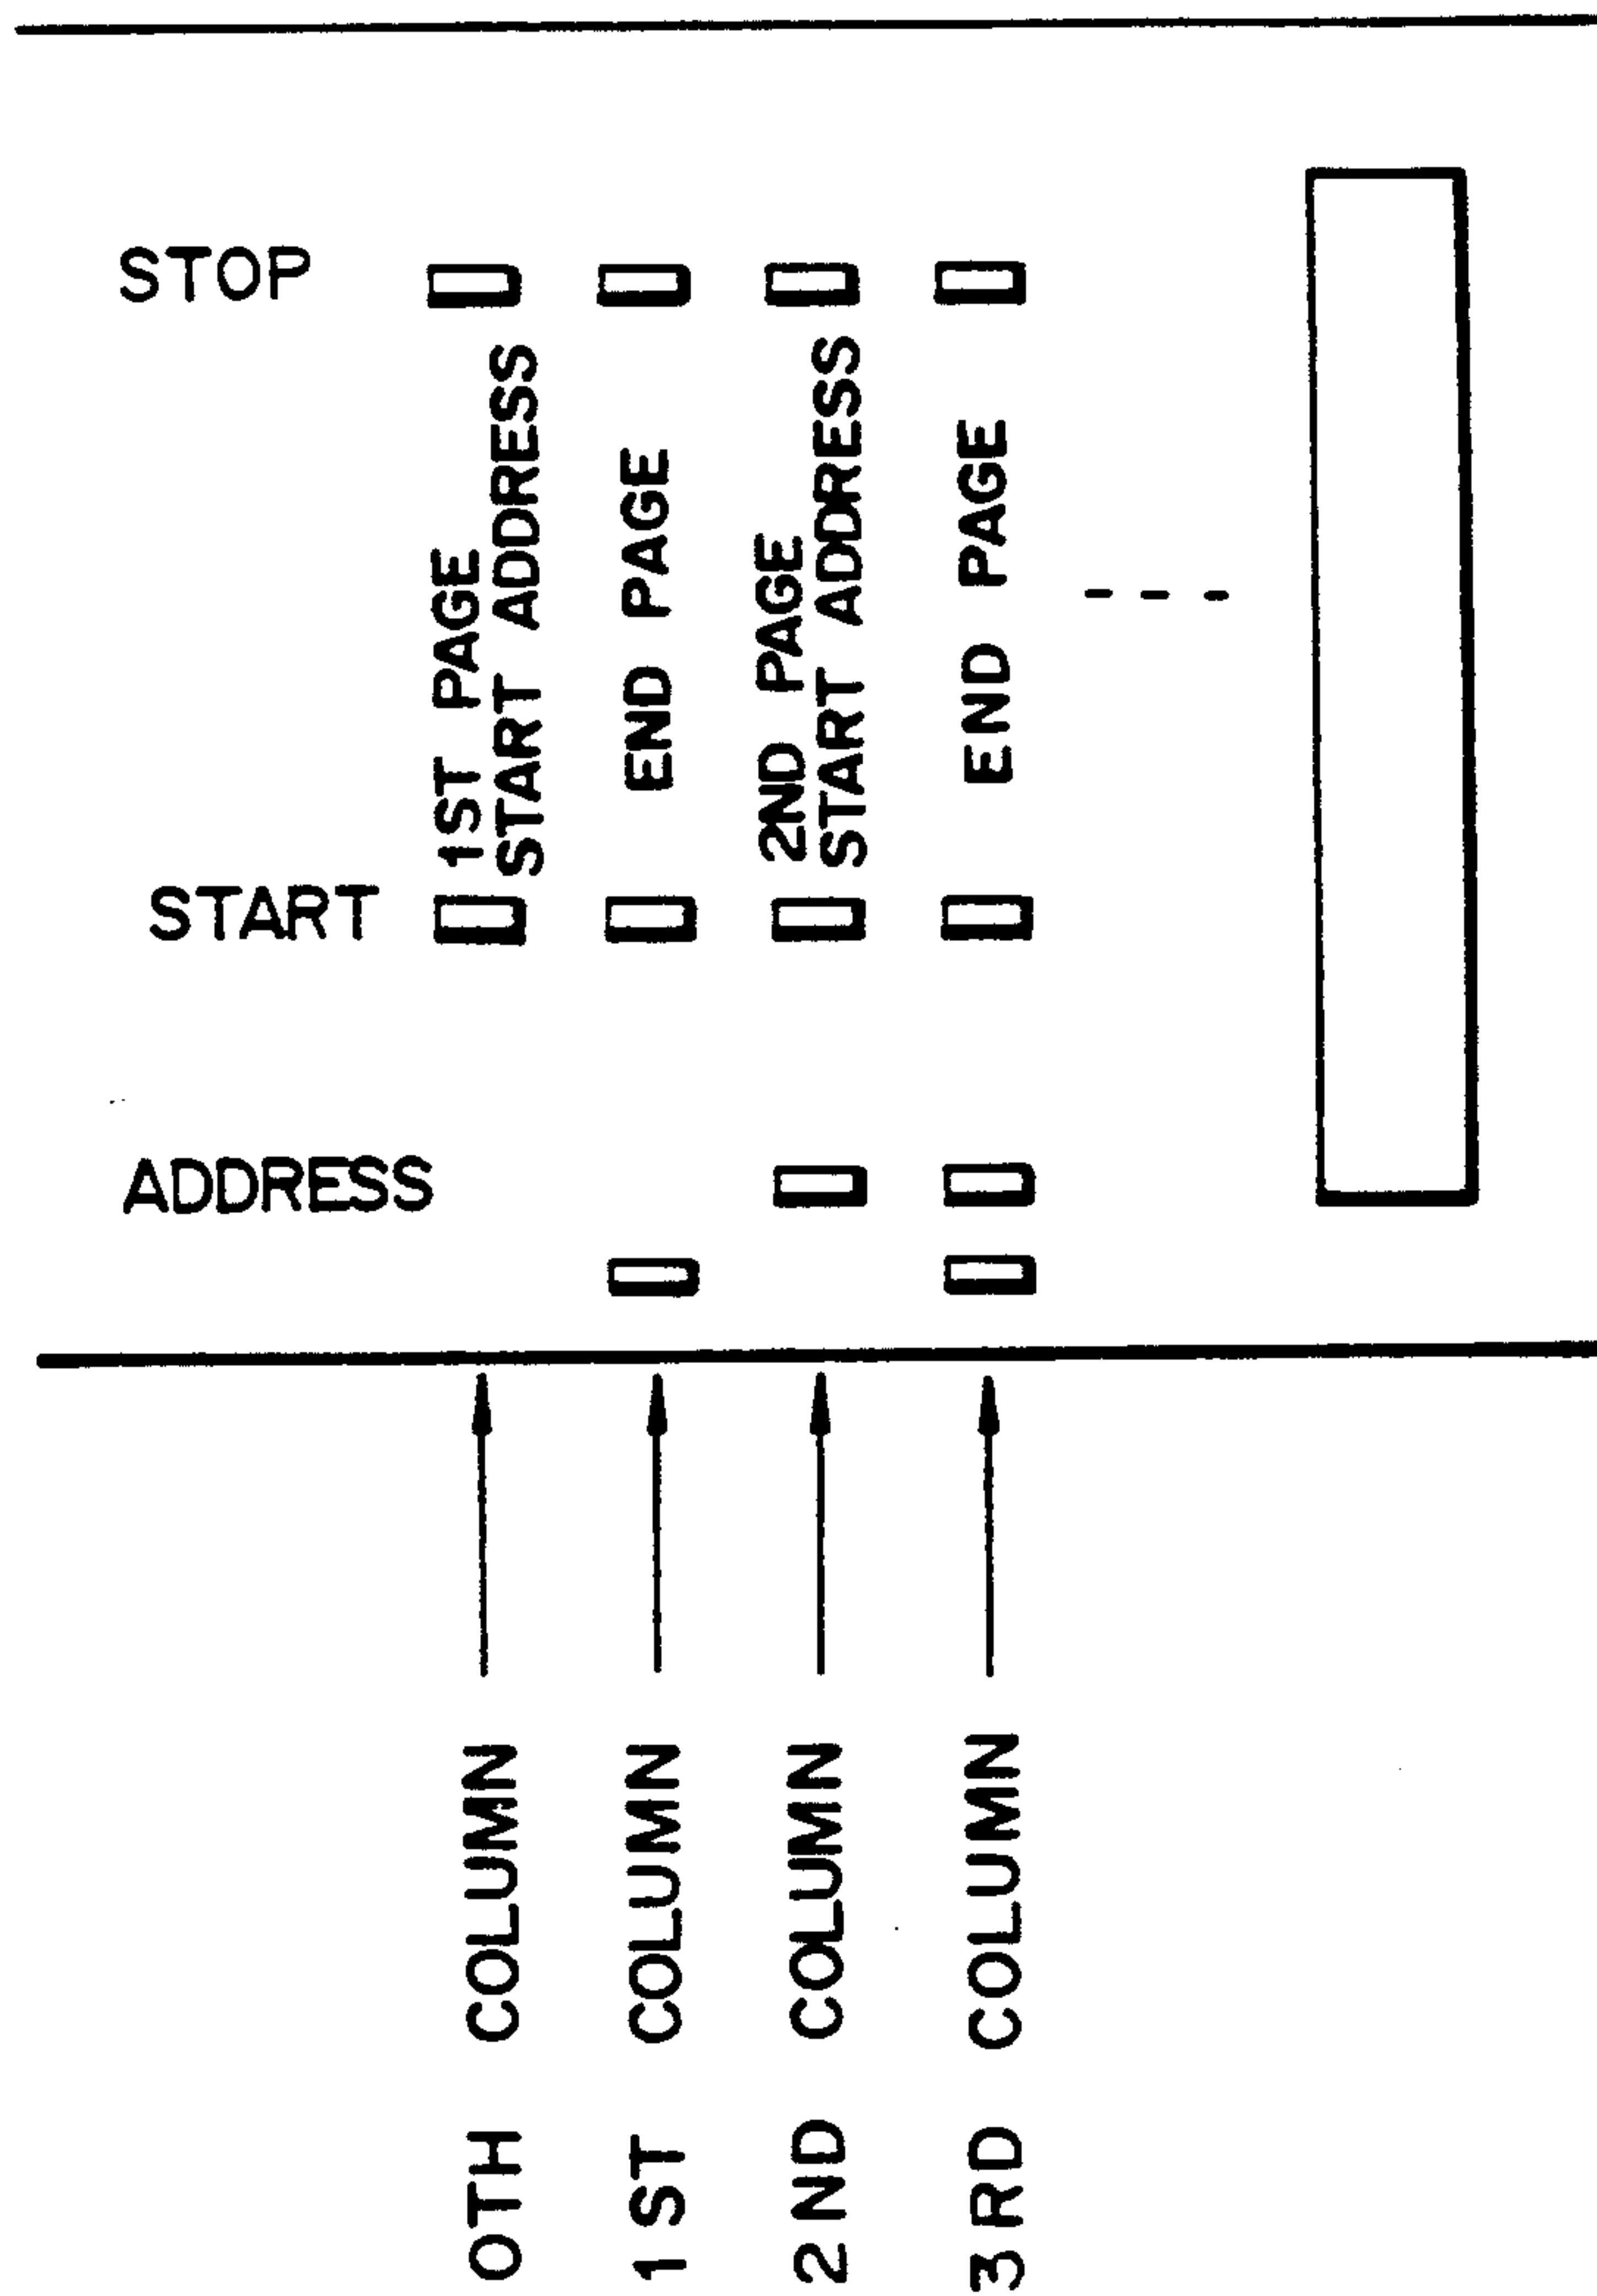 STOP
START
ADDRESS
1ST PAGE
START ADDRESS
END PAGE
2ND PAGE
START ADDRESS
END PAGE
0TH COLUMN
1ST COLUMN
2ND COLUMN
3RD COLUMN